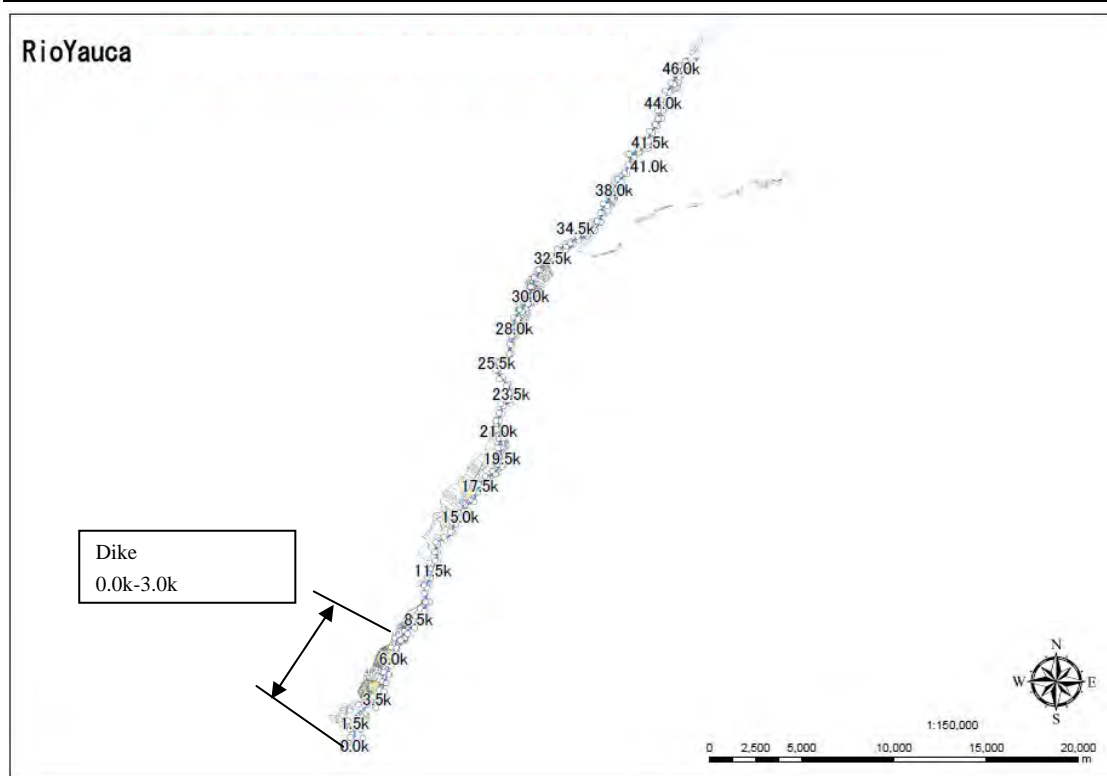 RioYauca
46.0k
44.0k
41.5k
41.0k
38.0k
34.5k
32.5k
30.0k
28.0k
25.5k
23.5k
21.0k
19.5k
17.5k
15.0k
Dike
0.0k-3.0k
11.5k
8.5k
6.0k
3.5k
1.5k
0.0k
N
W E
S
1:150,000
0 2,500 5,000 10,000 15,000 20,000
m